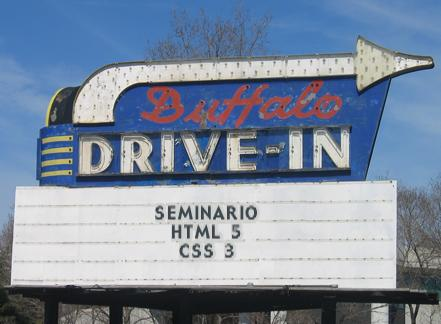 Buffalo
DRIVE-IN
SEMINARIO
HTML 5
CSS 3